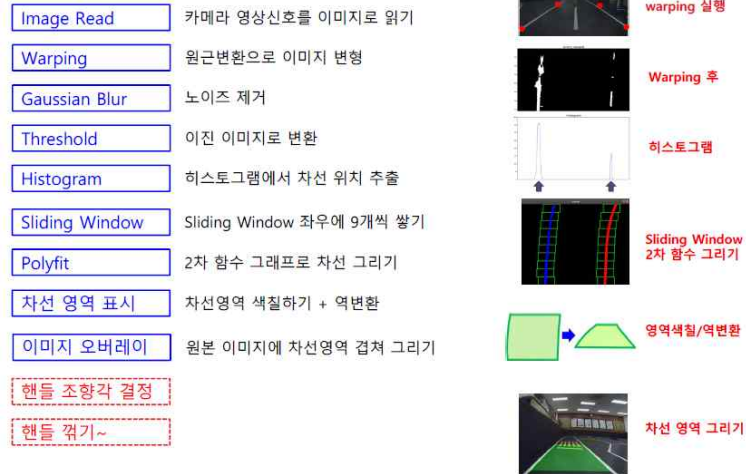 Image Read
카메라 영상신호를 이미지로 읽기
warping 실행
Warping
원근변환으로 이미지 변형
Warping 후
Gaussian Blur
노이즈 제거
Threshold
이진 이미지로 변환
히스토그램
Histogram
히스토그램에서 차선 위치 추출
Sliding Window
Sliding Window 좌우에 9개씩 쌓기
Sliding Window
2차 함수 그리기
Polyfit
2차 함수 그래프로 차선 그리기
차선 영역 표시
차선영역 색칠하기 + 역변환
영역색칠/역변환
이미지 오버레이
원본 이미지에 차선영역 겹쳐 그리기
핸들 조향각 결정
핸들 꺾기~
차선 영역 그리기